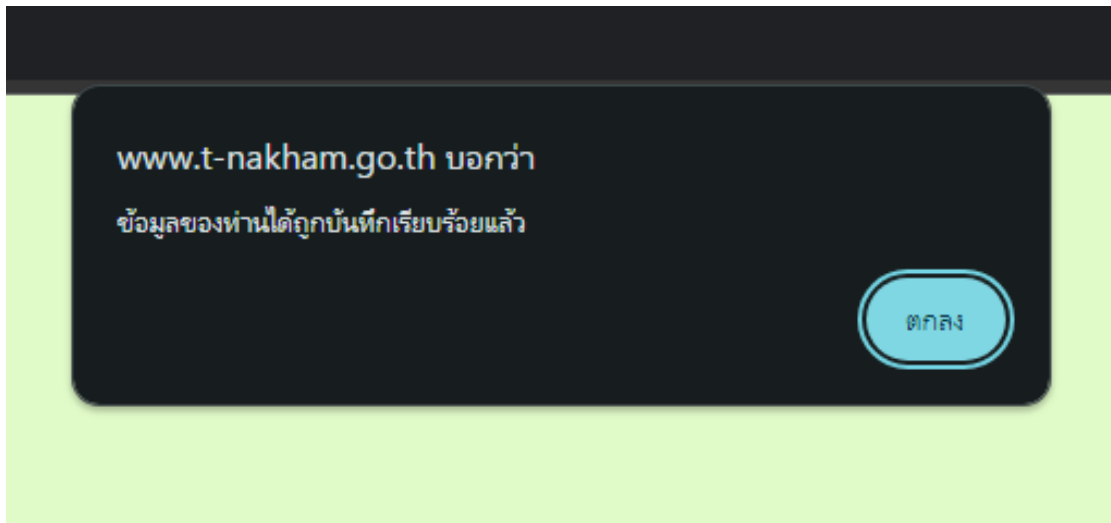 www.t-nakham.go.th บอกว่า
ข้อมูลของท่านได้ถูกบันทึกเรียบร้อยแล้ว
ตกลง